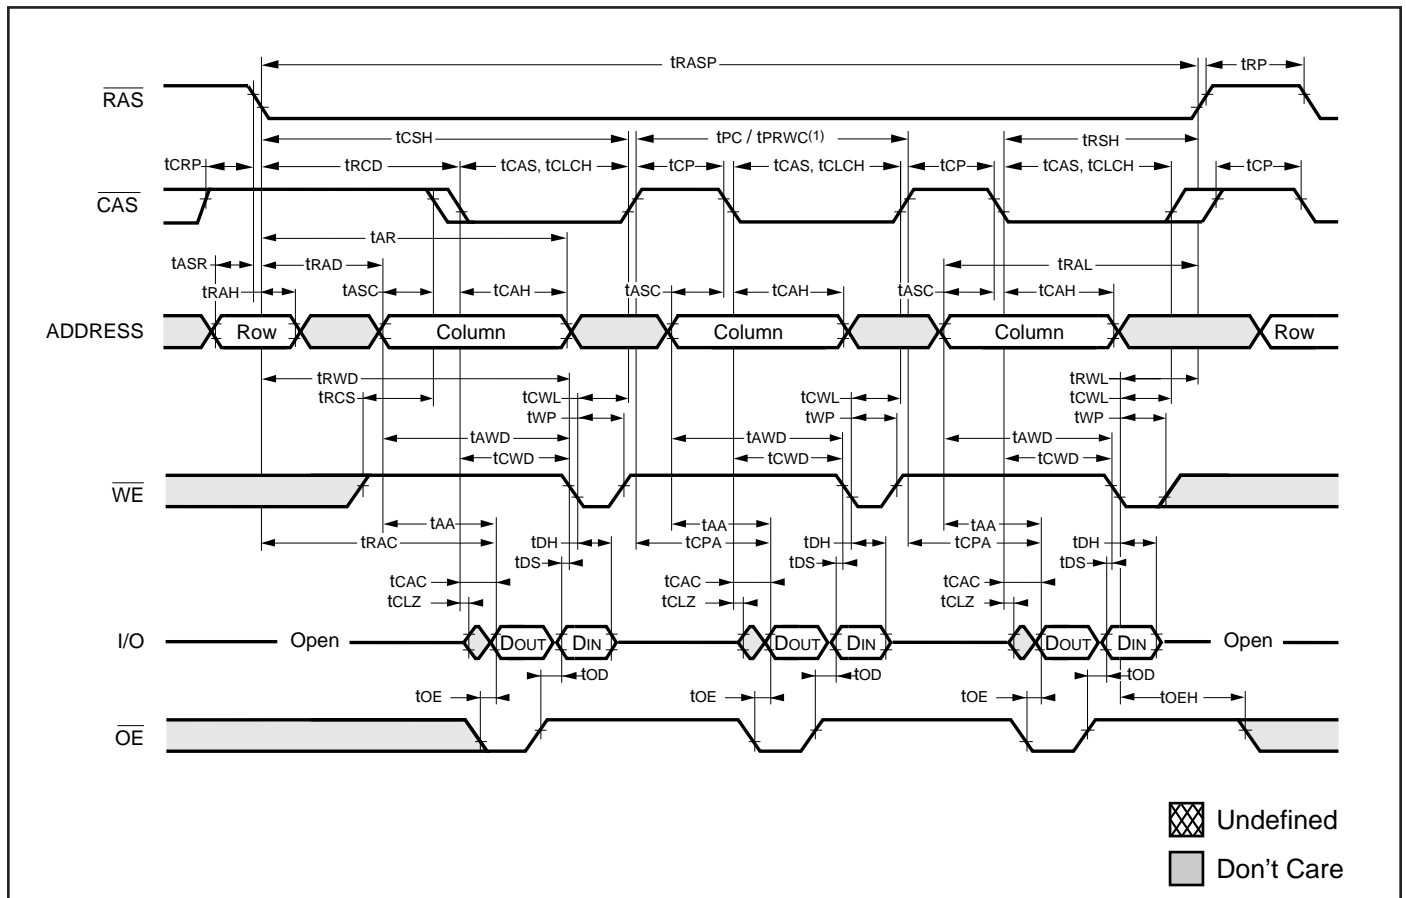 tRASP tRP
RAS
tCSH tPC / tPRWC(1) tRSH
tCRP tRCD tCAS, tCLCH tCP tCAS, tCLCH tCP tCAS, tCLCH tCP
CAS
tAR
tASR tRAD tRAL
tRAH tASC tCAH tASC tCAH tASC tCAH
ADDRESS Row Column Column Column Row
tRWD tRWL
tRCS tCWL tCWL tCWL
tWP tWP tWP
tAWD tAWD tAWD
tCWD tCWD tCWD
WE
tAA tAA tAA
tRAC tDH tCPA tDH tCPA tDH
tDS tDS tDS
tCAC tCAC tCAC
tCLZ tCLZ tCLZ
I/O Open DOUT DIN DOUT DIN DOUT DIN Open
tOD tOD tOD
tOE tOE tOE tOEH
OE
Undefined
Don't Care